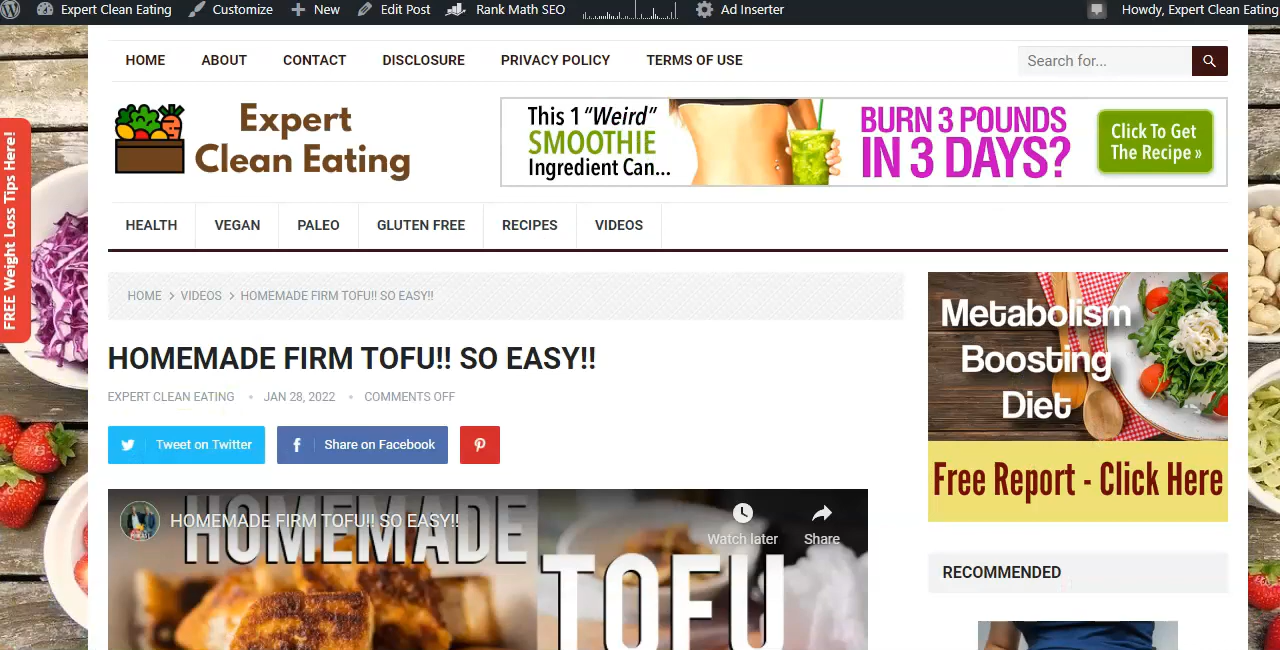 Expert Clean Eating Customize New Edit Post Rank Math SEO Ad Inserter Howdy, Expert Clean Eating
HOME ABOUT CONTACT DISCLOSURE PRIVACY POLICY TERMS OF USE Search for...
FREE Weight Loss Tips Here!
Expert
Clean Eating
This 1 "Weird"
SMOOTHIE
Ingredient Can...
BURN 3 POUNDS
IN 3 DAYS?
Click To Get
The Recipe »
HEALTH VEGAN PALEO GLUTEN FREE RECIPES VIDEOS
HOME > VIDEOS > HOMEMADE FIRM TOFU!! SO EASY!!
HOMEMADE FIRM TOFU!! SO EASY!!
EXPERT CLEAN EATING • JAN 28, 2022 • COMMENTS OFF
Tweet on Twitter Share on Facebook
HOMEMADE FIRM TOFU!! SO EASY!!
Watch later Share
HOMEMADE
TOFU
Metabolism
Boosting
Diet
Free Report - Click Here
RECOMMENDED